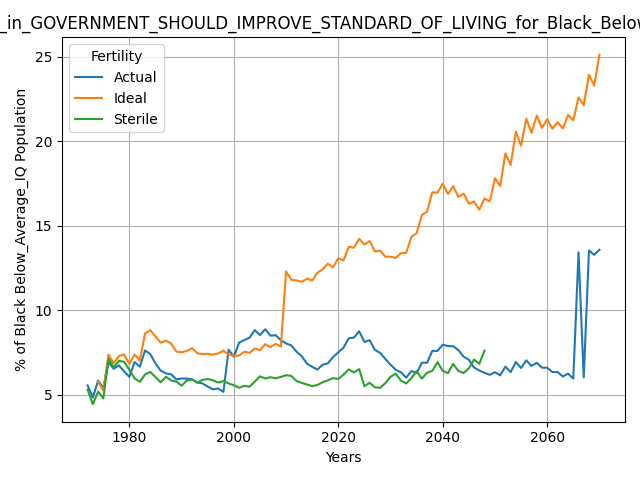 _in_GOVERNMENT_SHOULD_IMPROVE_STANDARD_OF_LIVING_for_Black_Below
Fertility
Actual
Ideal
Sterile
% of Black Below_Average_IQ Population
25
20
15
10
5
1980 2000 2020 2040 2060
Years